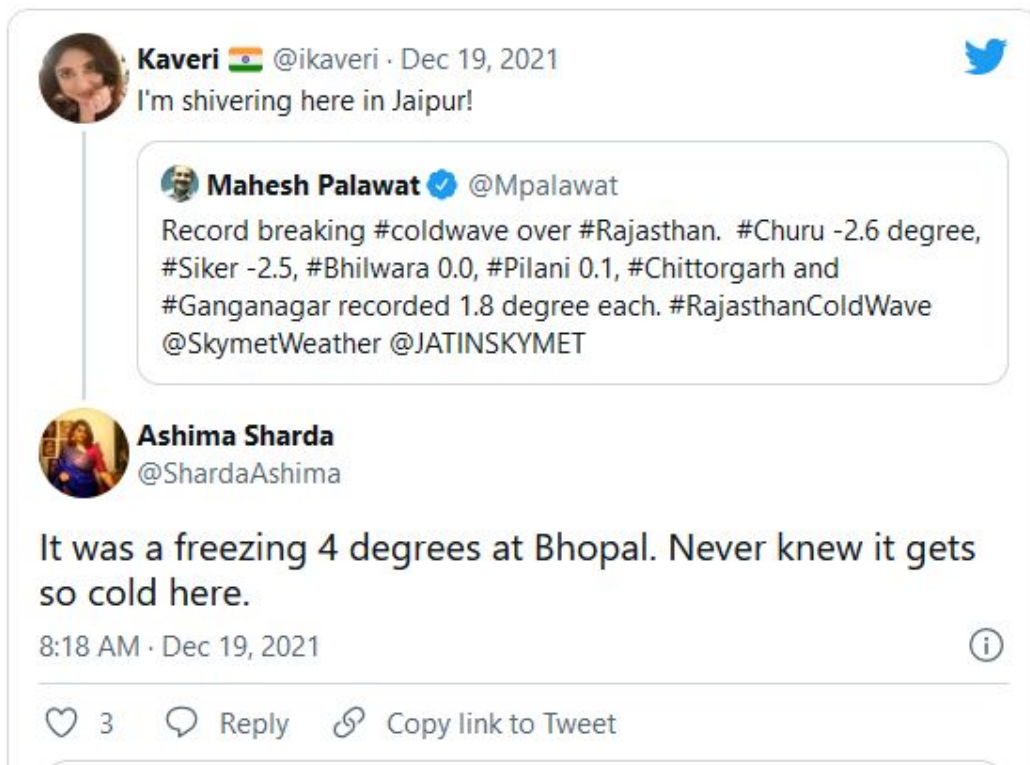 Kaveri 🇮🇳 @ikaveri · Dec 19, 2021
I'm shivering here in Jaipur!
Mahesh Palawat @Mpalawat
Record breaking #coldwave over #Rajasthan. #Churu -2.6 degree,
#Siker -2.5, #Bhilwara 0.0, #Pilani 0.1, #Chittorgarh and
#Ganganagar recorded 1.8 degree each. #RajasthanColdWave
@SkymetWeather @JATINSKYMET
Ashima Sharda
@ShardaAshima
It was a freezing 4 degrees at Bhopal. Never knew it gets
so cold here.
8:18 AM · Dec 19, 2021
3 Reply Copy link to Tweet